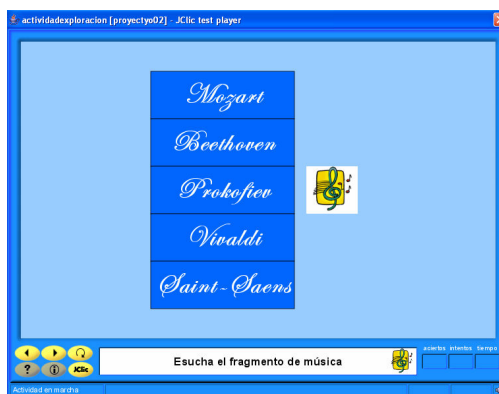 actividadexploracion [proyectyo02] - JClic test player
Mozart
Beethoven
Prokofiev
Vivaldi
Saint-Saens
aciertos intentos tiempo
? i JClic
Esucha el fragmento de música
Actividad en marcha